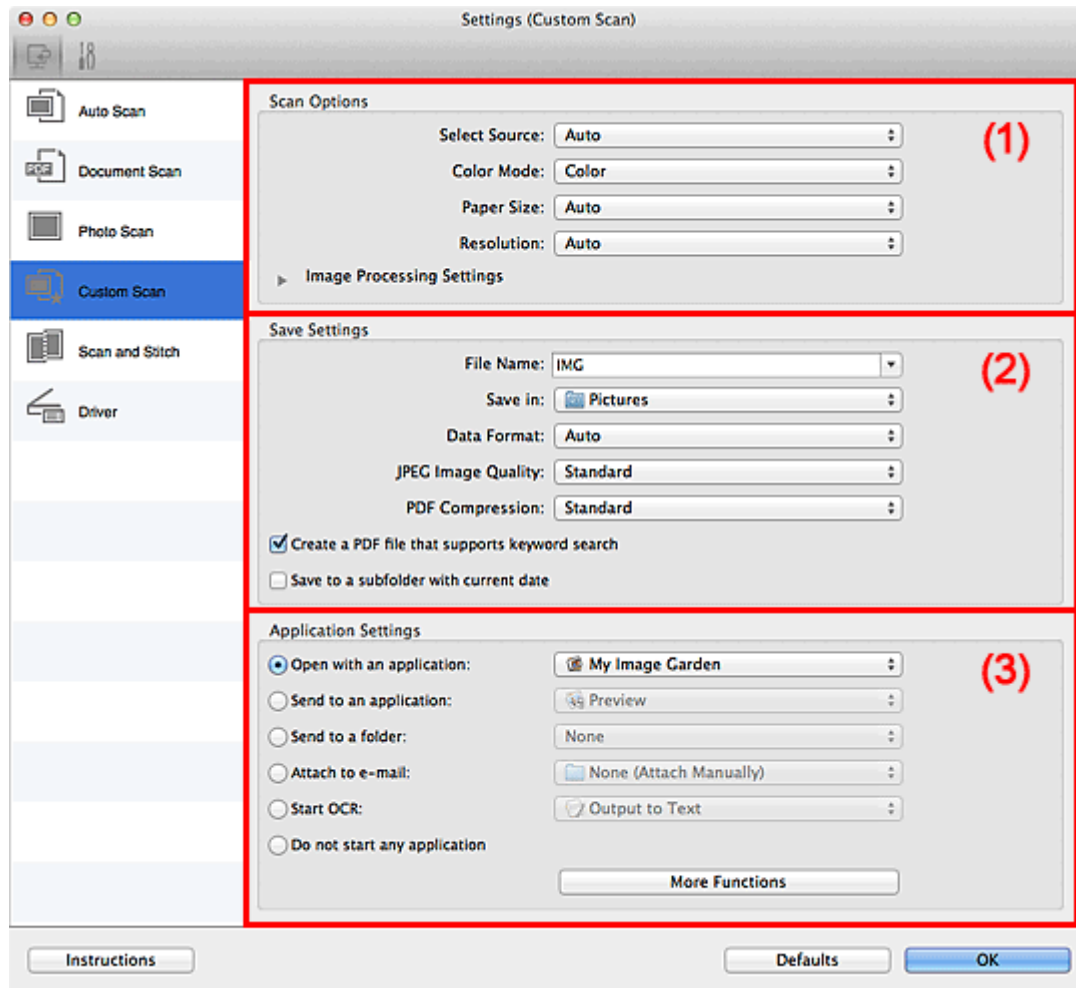 Settings (Custom Scan)
Auto Scan
Document Scan
Photo Scan
Custom Scan
Scan and Stitch
Driver
Scan Options
(1)
Select Source: Auto
Color Mode: Color
Paper Size: Auto
Resolution: Auto
Image Processing Settings
Save Settings
(2)
File Name: IMG
Save in: Pictures
Data Format: Auto
JPEG Image Quality: Standard
PDF Compression: Standard
Create a PDF file that supports keyword search
Save to a subfolder with current date
Application Settings
(3)
Open with an application: My Image Garden
Send to an application: Preview
Send to a folder: None
Attach to e-mail: None (Attach Manually)
Start OCR: Output to Text
Do not start any application
More Functions
Instructions Defaults OK